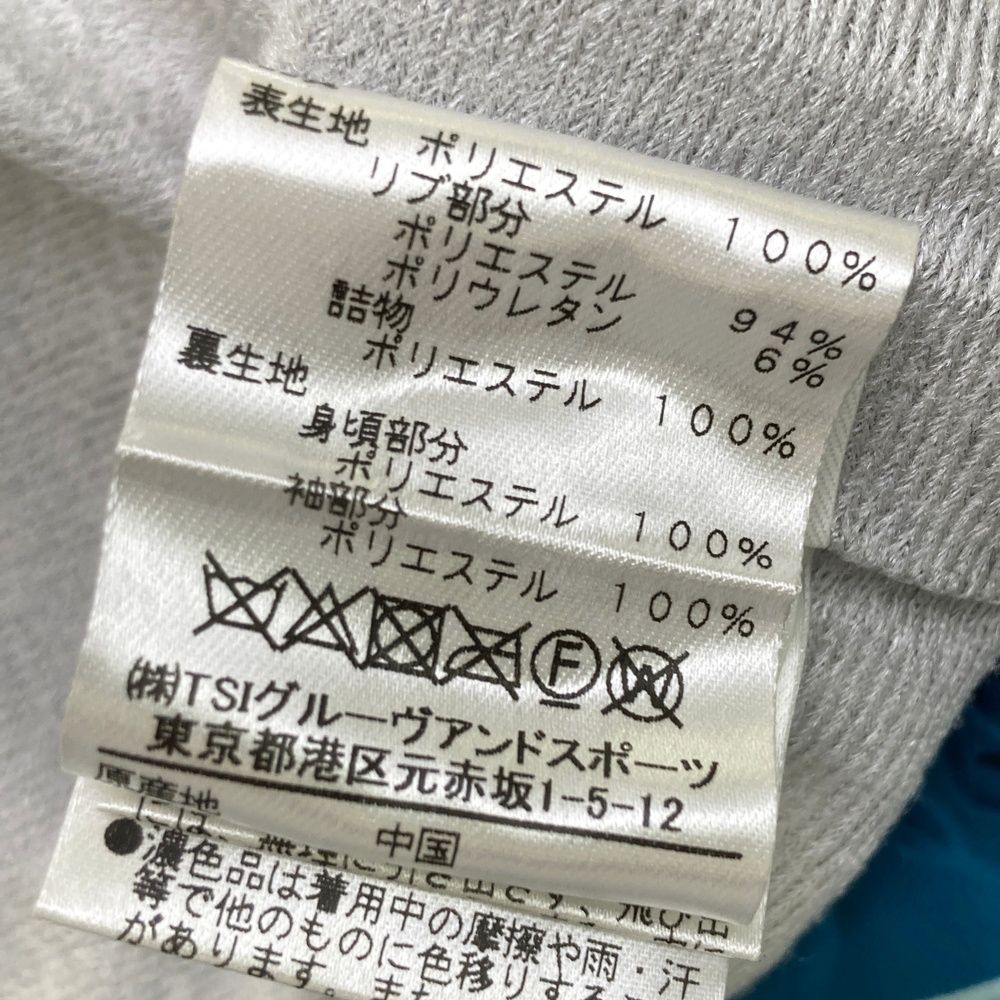 表生地 ポリエステル 100%
リブ部分
ポリエステル 94%
ポリウレタン 6%
詰物
ポリエステル 100%
裏生地
身頃部分
ポリエステル 100%
袖部分
ポリエステル 100%
F W
(株)TSIグルーヴアンドスポーツ
東京都港区元赤坂1-5-12
原産地 中国
●濃色品は着用中の摩擦や雨・汗
等で他のものに色移りする
があります。また